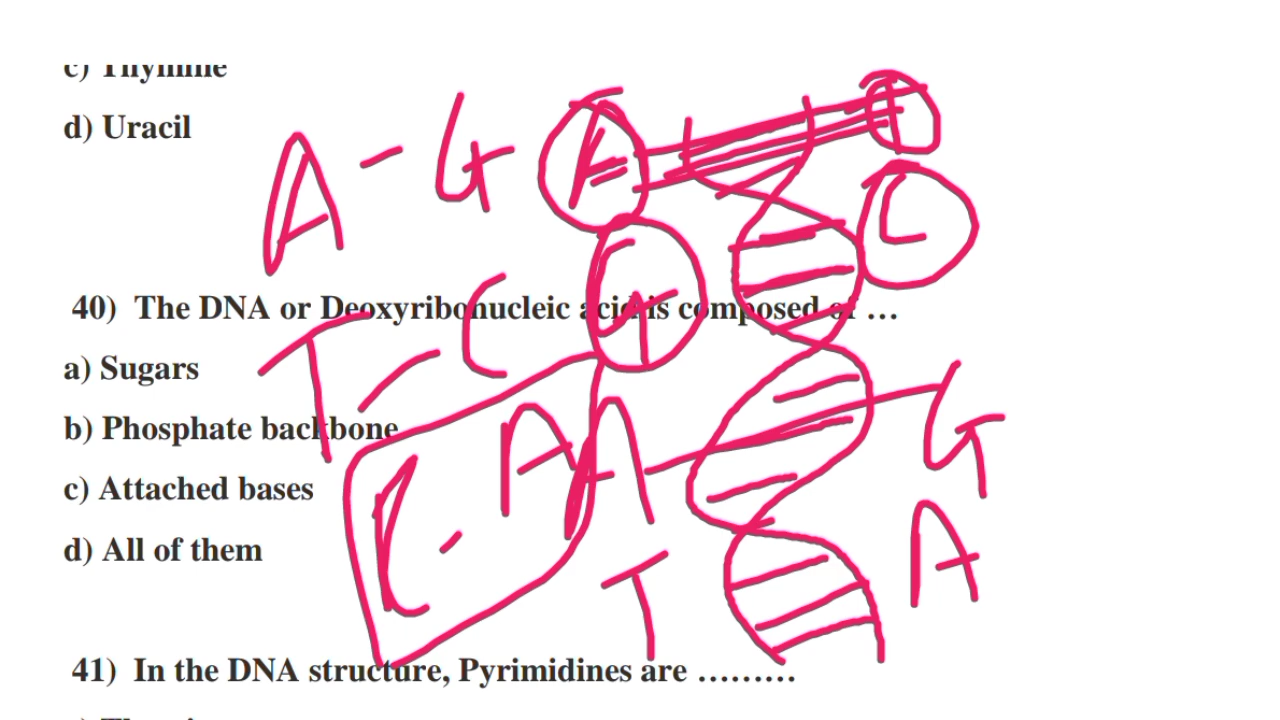 c) Thymine
d) Uracil
A - G A T
C
G
40) The DNA or Deoxyribonucleic acid is composed of …
T - C
a) Sugars
b) Phosphate backbone
G
c) Attached bases
A A
d) All of them
T A
41) In the DNA structure, Pyrimidines are ………